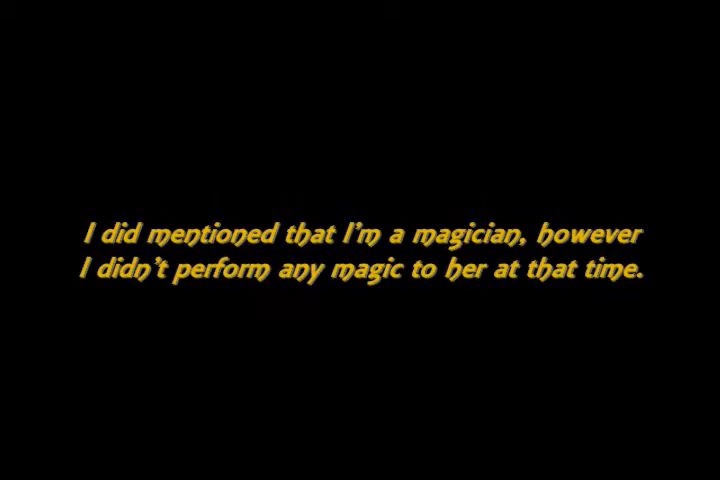 I did mentioned that I'm a magician, however
I didn't perform any magic to her at that time.